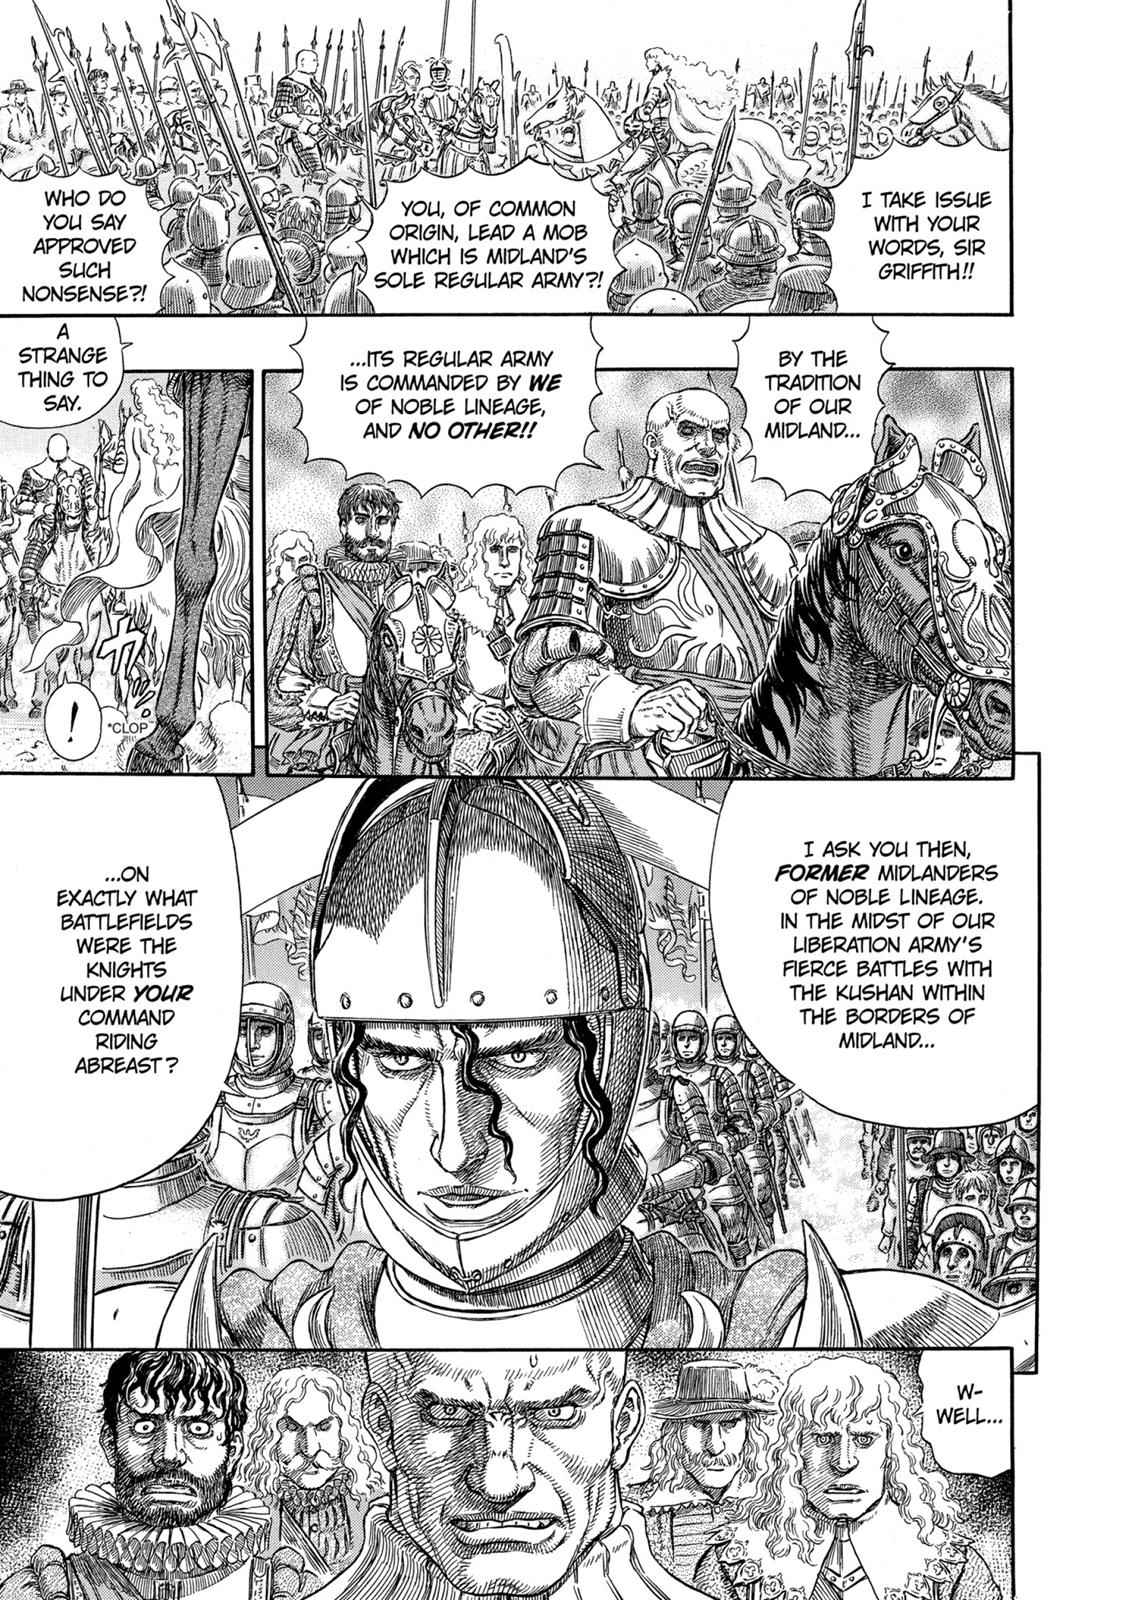 I TAKE ISSUE
WITH YOUR
WORDS, SIR
GRIFFITH!!
YOU, OF COMMON
ORIGIN, LEAD A MOB
WHICH IS MIDLAND'S
SOLE REGULAR ARMY?!
WHO DO
YOU SAY
APPROVED
SUCH
NONSENSE?!
BY THE
TRADITION
OF OUR
MIDLAND...
...ITS REGULAR ARMY
IS COMMANDED BY WE
OF NOBLE LINEAGE,
AND NO OTHER!!
A
STRANGE
THING TO
SAY.
カッ
*CLOP
!
I ASK YOU THEN,
FORMER MIDLANDERS
OF NOBLE LINEAGE.
IN THE MIDST OF OUR
LIBERATION ARMY'S
FIERCE BATTLES WITH
THE KUSHAN WITHIN
THE BORDERS OF
MIDLAND...
...ON
EXACTLY WHAT
BATTLEFIELDS
WERE THE
KNIGHTS
UNDER YOUR
COMMAND
RIDING
ABREAST?
W-
WELL...